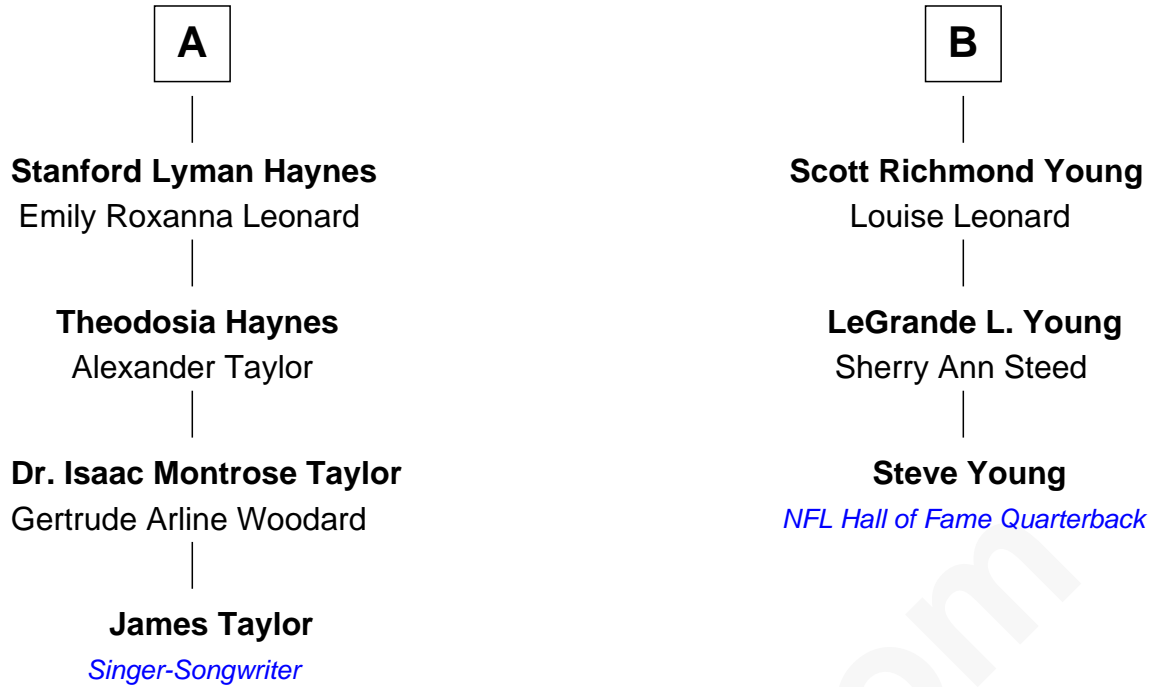 A
Stanford Lyman Haynes
Emily Roxanna Leonard
Theodosia Haynes
Alexander Taylor
Dr. Isaac Montrose Taylor
Gertrude Arline Woodard
James Taylor
Singer-Songwriter
B
Scott Richmond Young
Louise Leonard
LeGrande L. Young
Sherry Ann Steed
Steve Young
NFL Hall of Fame Quarterback
om